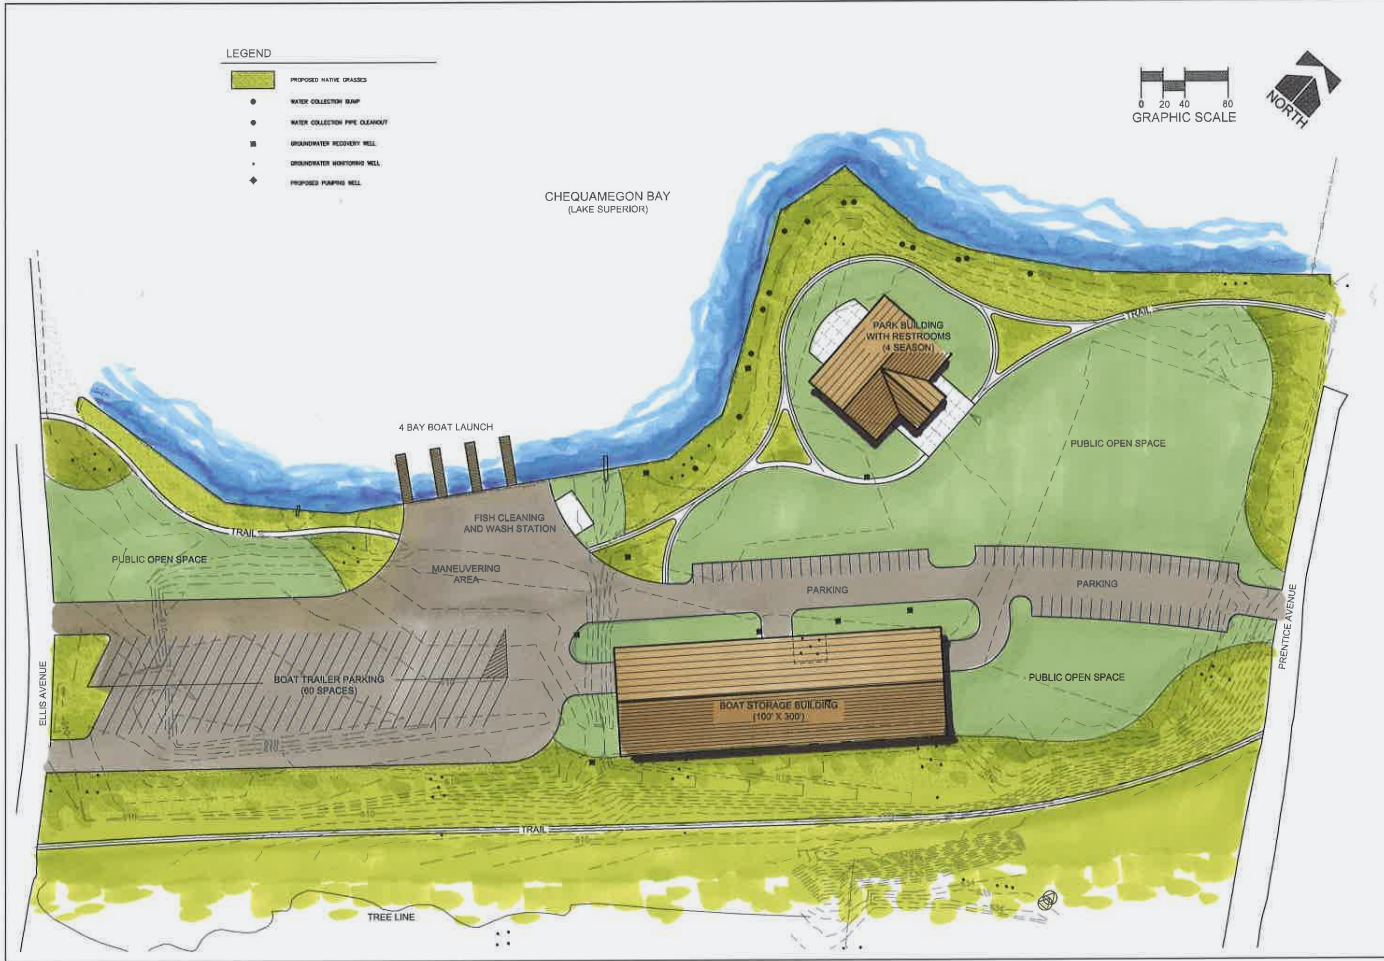 LEGEND
PROPOSED NATIVE GRASSES
WATER COLLECTION SUMP
WATER COLLECTION PIPE CLEANOUT
GROUNDWATER RECOVERY WELL
GROUNDWATER MONITORING WELL
PROPOSED PUMPING WELL
0 20 40 80
GRAPHIC SCALE
NORTH
CHEQUAMEGON BAY
(LAKE SUPERIOR)
PARK BUILDING
WITH RESTROOMS
(4 SEASON)
TRAIL
4 BAY BOAT LAUNCH
PUBLIC OPEN SPACE
FISH CLEANING
AND WASH STATION
TRAIL
PUBLIC OPEN SPACE
MANEUVERING
AREA
PARKING
PARKING
ELLIS AVENUE
PRENTICE AVENUE
BOAT TRAILER PARKING
(60 SPACES)
PUBLIC OPEN SPACE
BOAT STORAGE BUILDING
(100' X 300')
610
TRAIL
610
TREE LINE